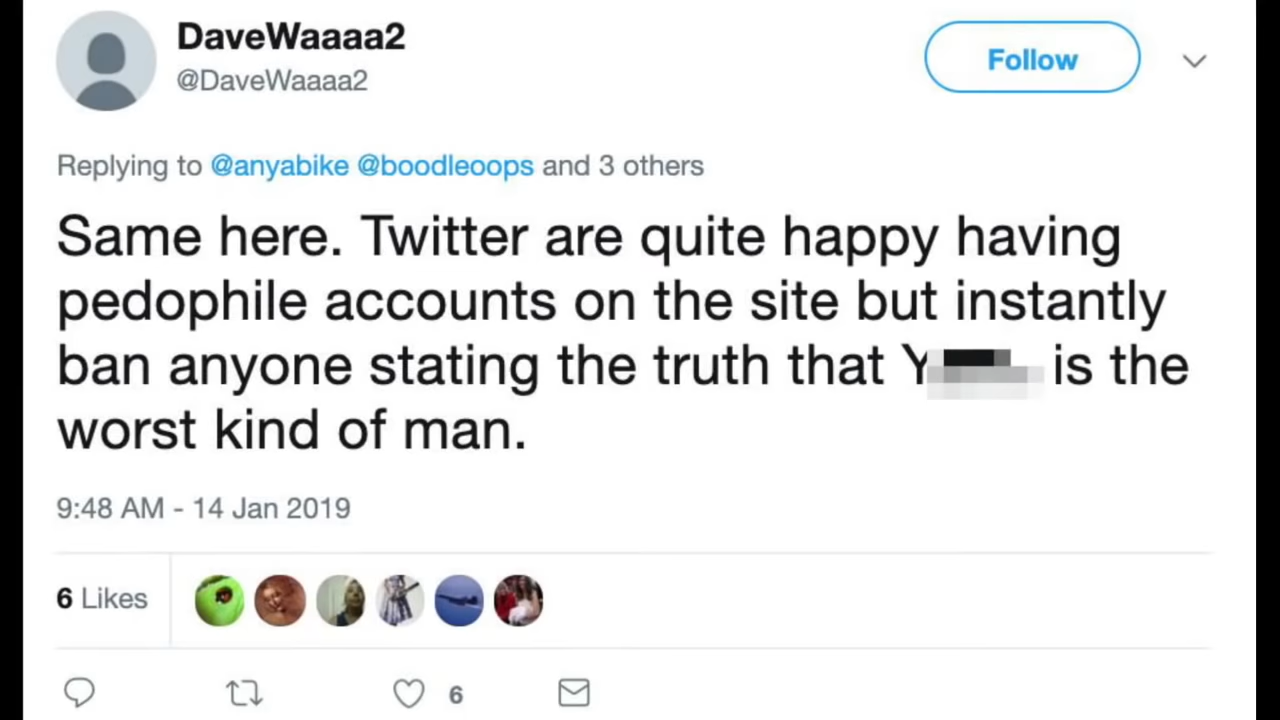 DaveWaaaa2
@DaveWaaaa2
Follow
Replying to @anyabike @boodleoops and 3 others
Same here. Twitter are quite happy having
pedophile accounts on the site but instantly
ban anyone stating the truth that Y is the
worst kind of man.
9:48 AM - 14 Jan 2019
6 Likes
6